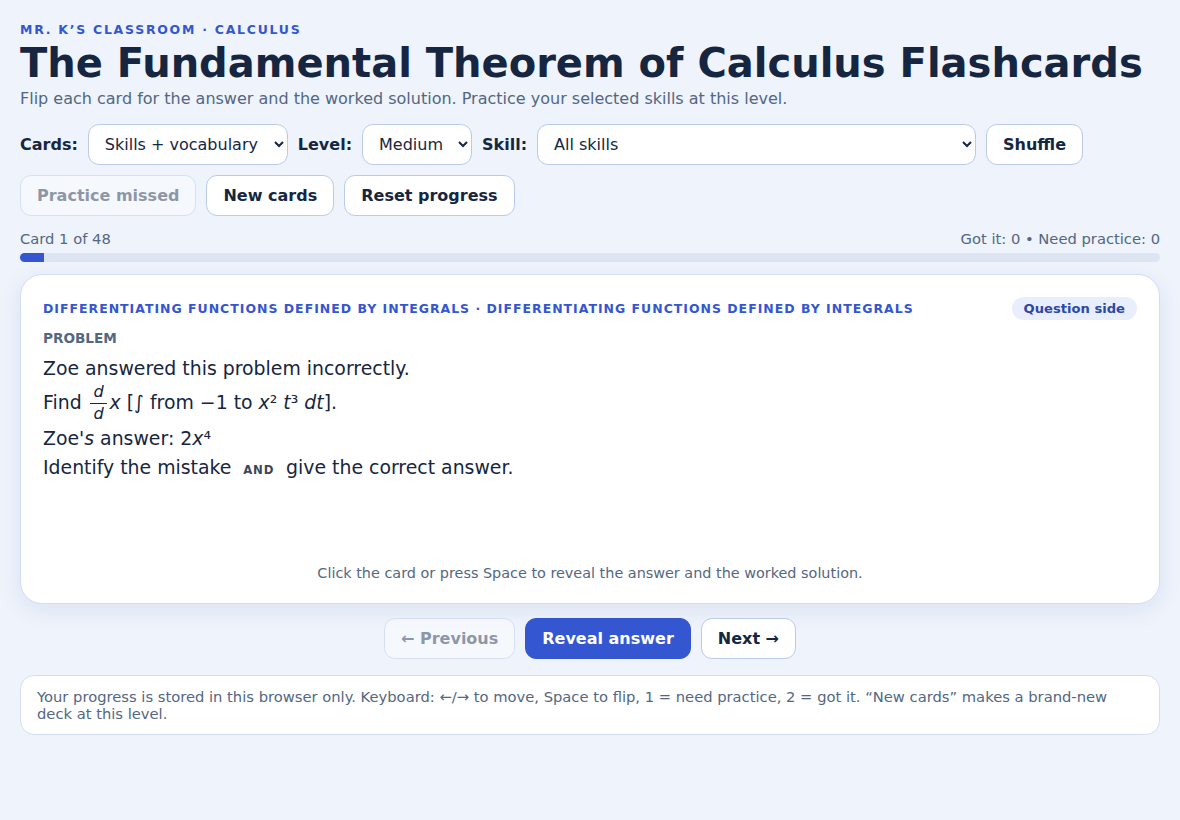 MR. K'S CLASSROOM · CALCULUS
The Fundamental Theorem of Calculus Flashcards
Flip each card for the answer and the worked solution. Practice your selected skills at this level.
Cards: Skills + vocabulary Level: Medium Skill: All skills Shuffle
Practice missed New cards Reset progress
Card 1 of 48 Got it: 0 • Need practice: 0
DIFFERENTIATING FUNCTIONS DEFINED BY INTEGRALS · DIFFERENTIATING FUNCTIONS DEFINED BY INTEGRALS Question side
PROBLEM
Zoe answered this problem incorrectly.
Find d/d x [∫ from −1 to x² t³ dt].
Zoe's answer: 2x⁴
Identify the mistake AND give the correct answer.
Click the card or press Space to reveal the answer and the worked solution.
← Previous Reveal answer Next →
Your progress is stored in this browser only. Keyboard: ←/→ to move, Space to flip, 1 = need practice, 2 = got it. “New cards” makes a brand-new
deck at this level.